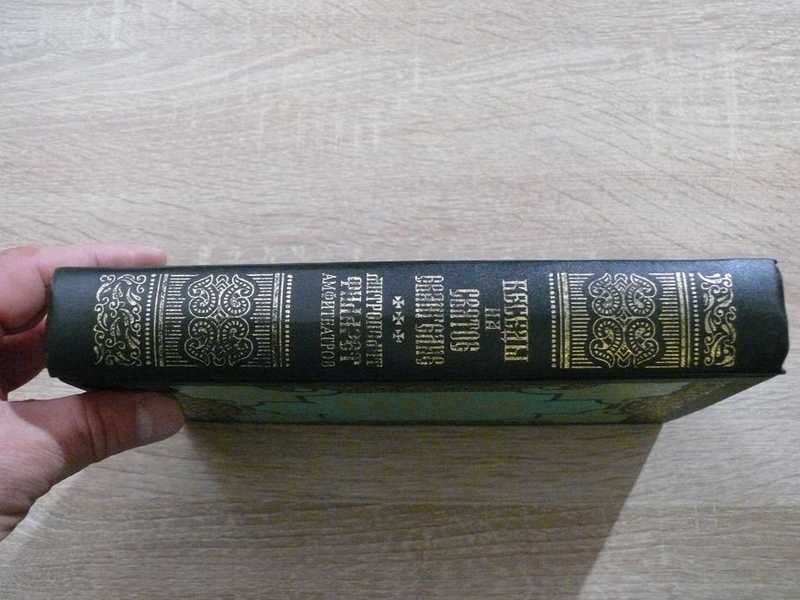 БЕСЕДЫ
НА
СВЯТОЕ
ЕВАНГЕЛИЕ
МИТРОПОЛИТ
ФИЛАРЕТ
АМФИТЕАТРОВ